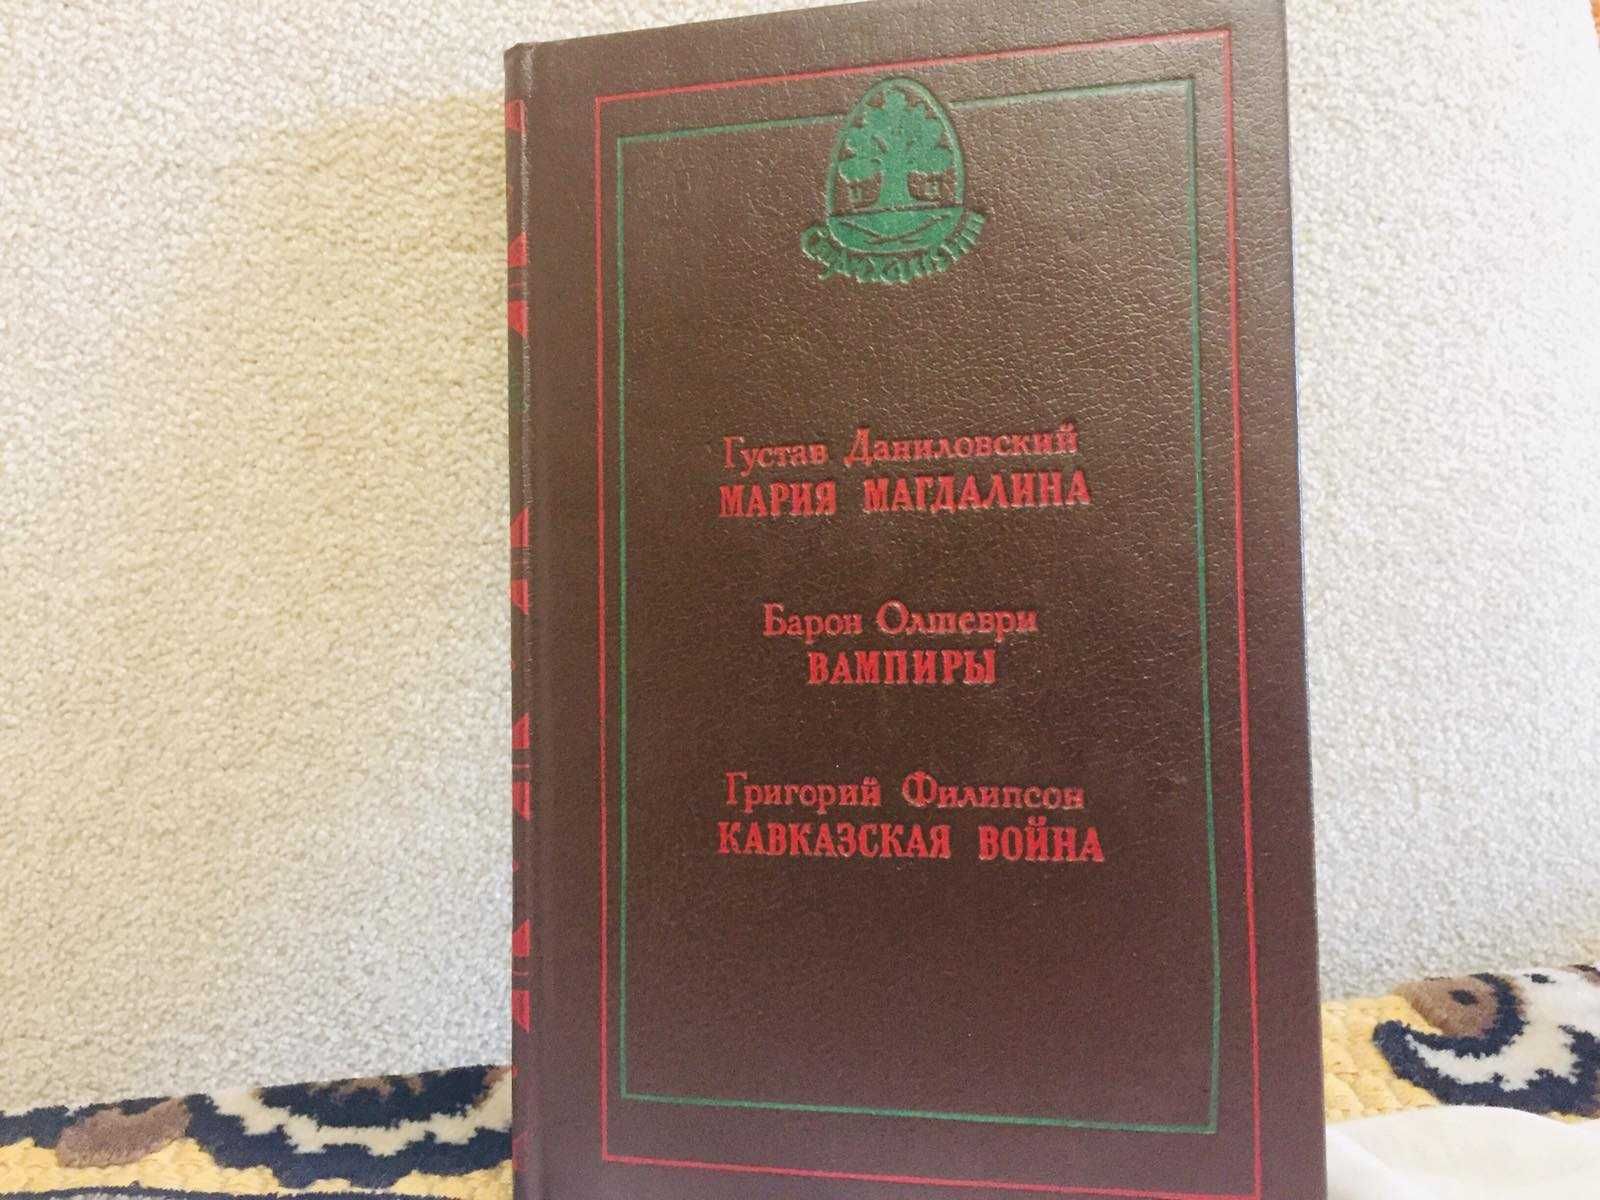 Густав Даниловский
МАРИЯ МАГДАЛИНА
Барон Олшеври
ВАМПИРЫ
Григорий Филипсон
КАВКАЗСКАЯ ВОЙНА